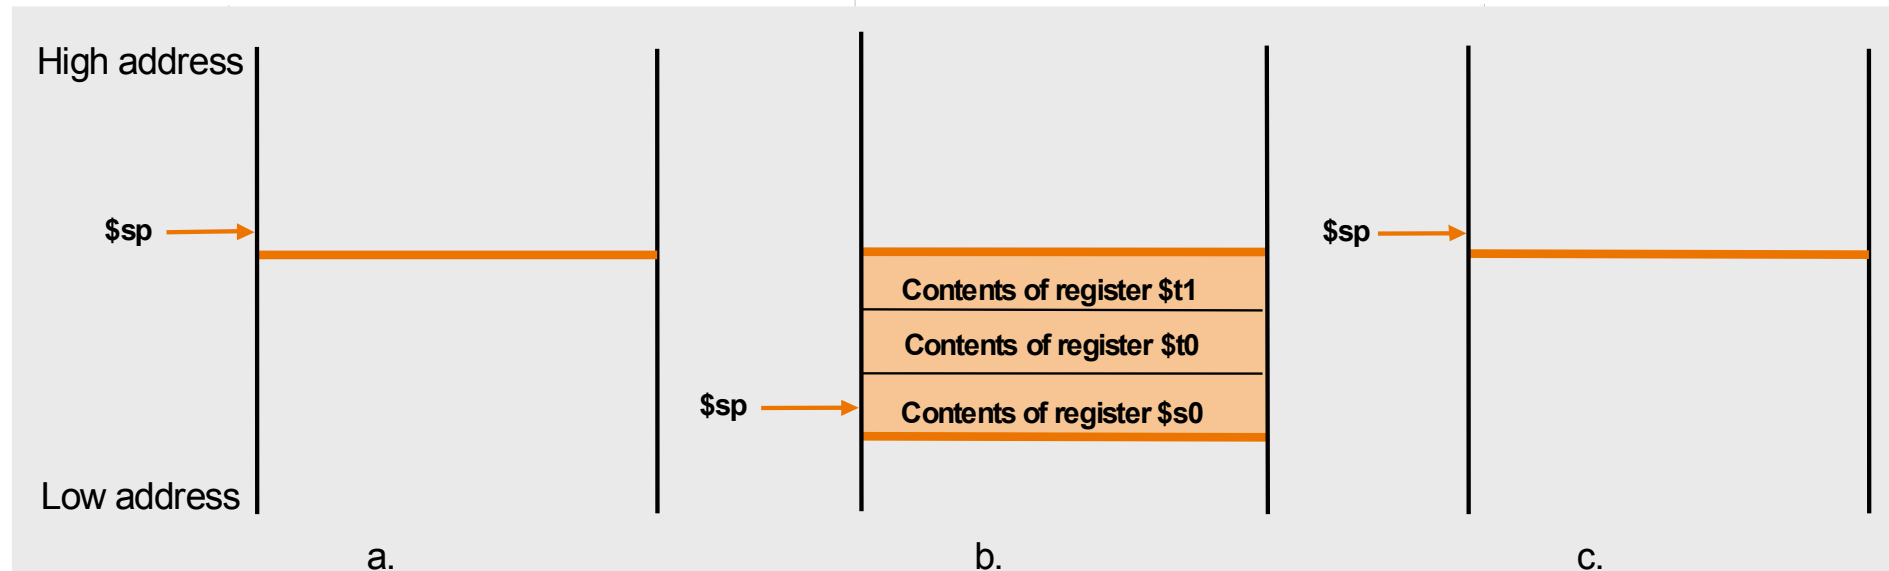 High address
$sp
Low address
a.
Contents of register $t1
Contents of register $t0
$sp
Contents of register $s0
b.
$sp
c.